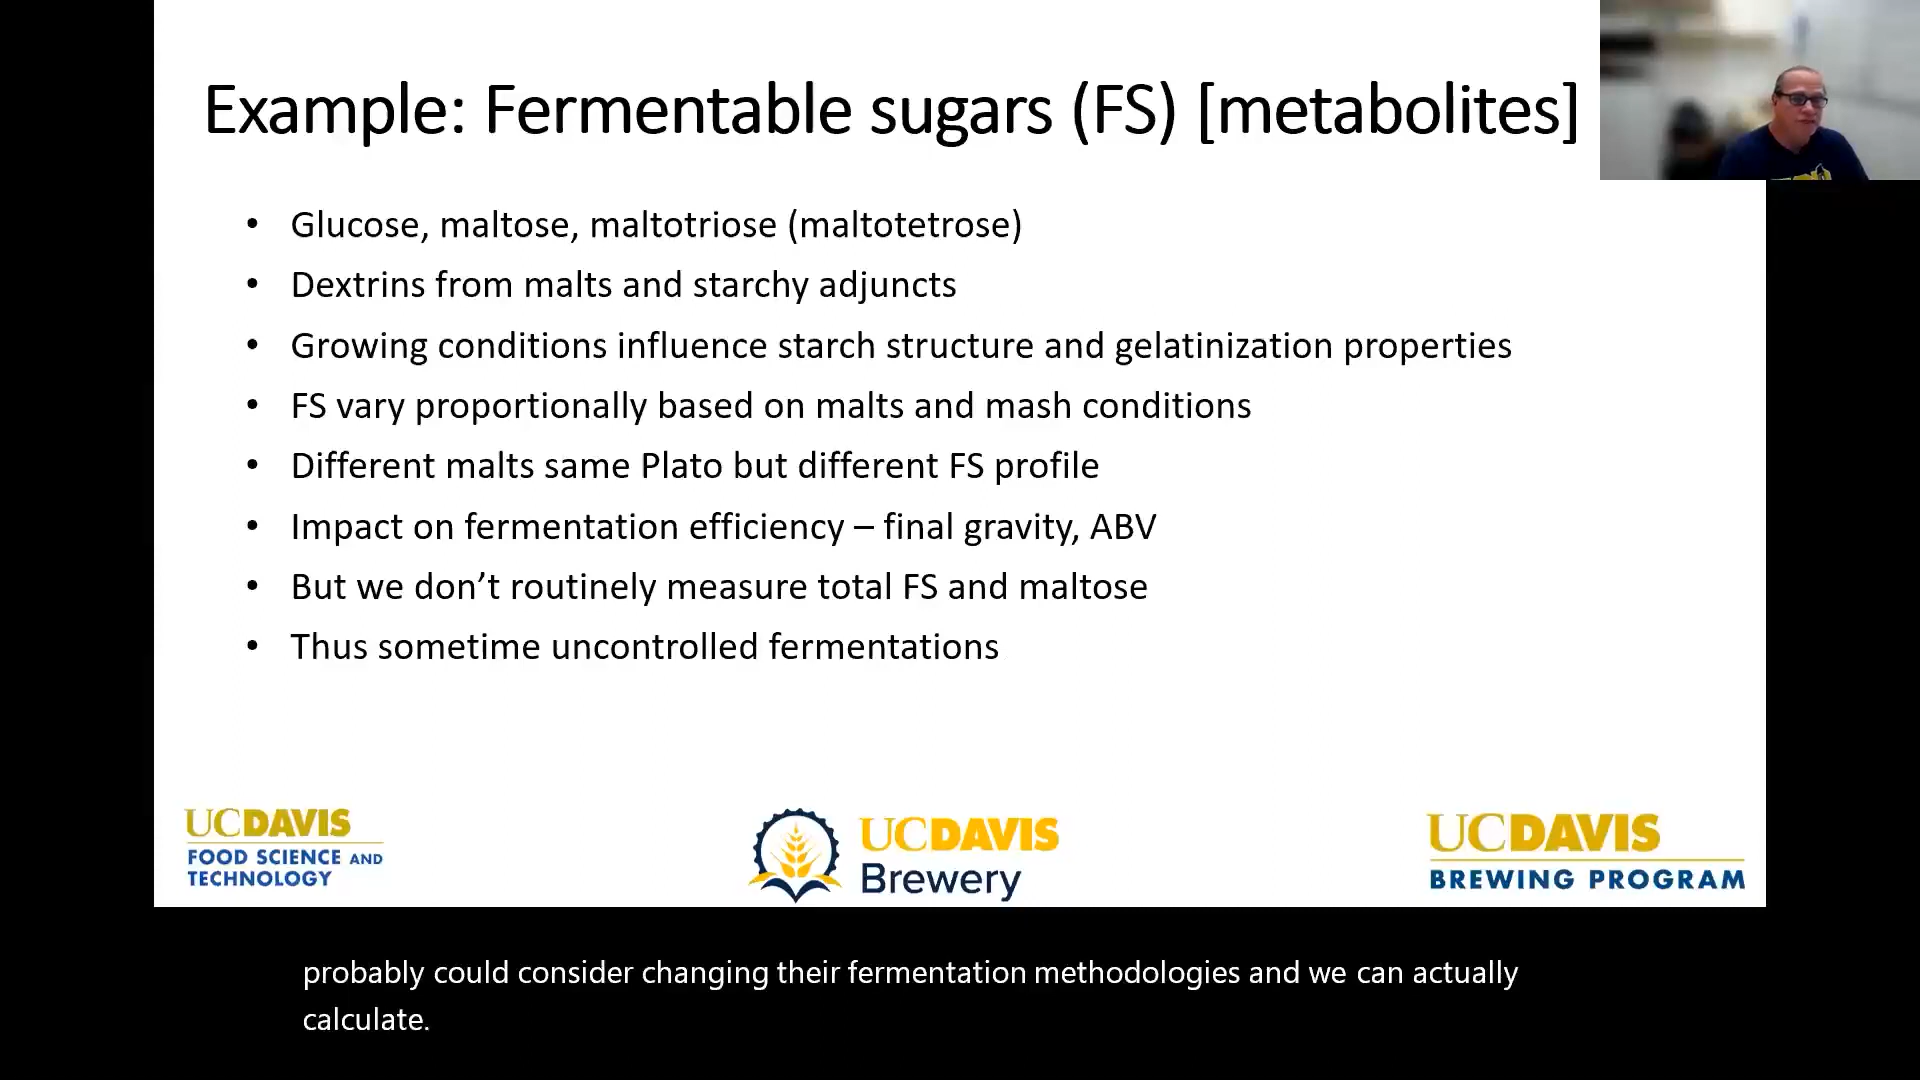 Example: Fermentable sugars (FS) [metabolites]
• Glucose, maltose, maltotriose (maltotetrose)
• Dextrins from malts and starchy adjuncts
• Growing conditions influence starch structure and gelatinization properties
• FS vary proportionally based on malts and mash conditions
• Different malts same Plato but different FS profile
• Impact on fermentation efficiency – final gravity, ABV
• But we don’t routinely measure total FS and maltose
• Thus sometime uncontrolled fermentations
UCDAVIS
FOOD SCIENCE AND
TECHNOLOGY
UCDAVIS
Brewery
UCDAVIS
BREWING PROGRAM
probably could consider changing their fermentation methodologies and we can actually
calculate.